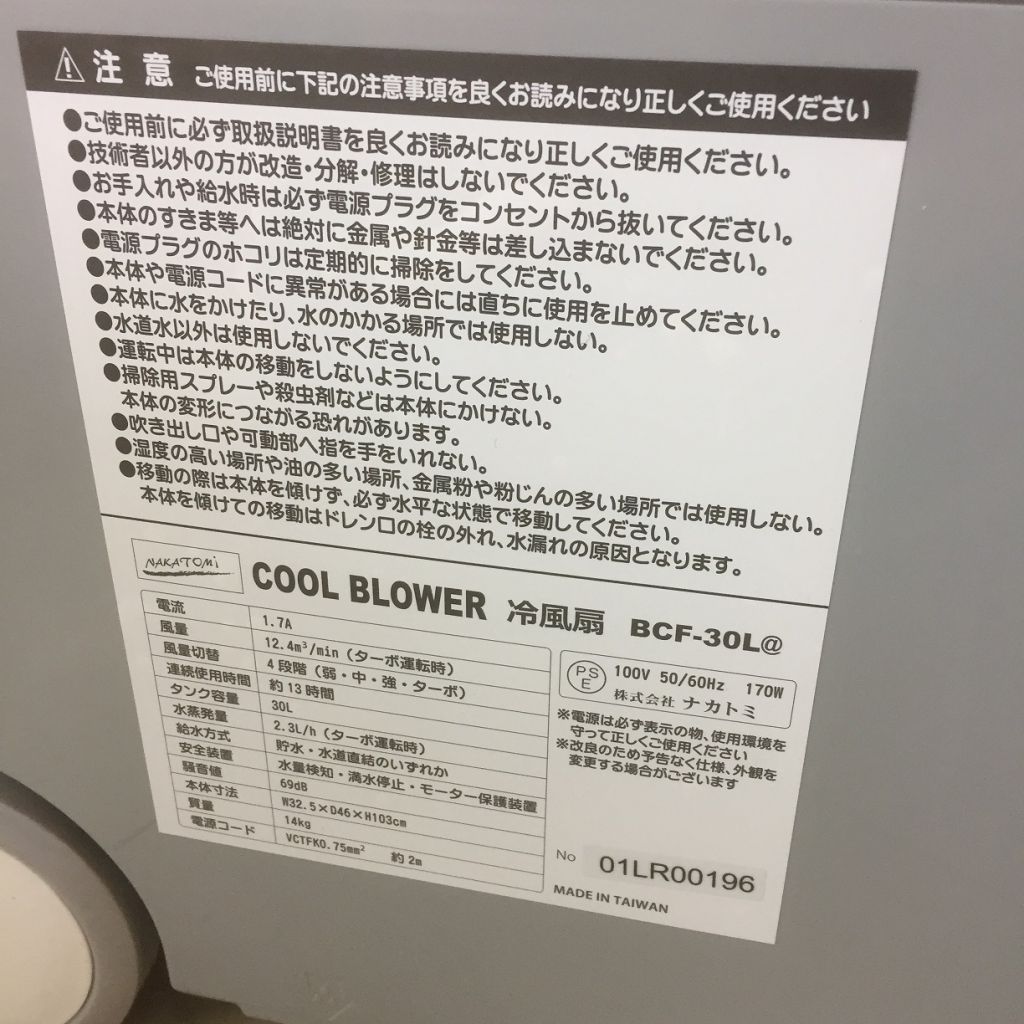 注意 ご使用前に下記の注意事項を良くお読みになり正しくご使用ください
●ご使用前に必ず取扱説明書を良くお読みになり正しくご使用ください。
●技術者以外の方が改造・分解・修理はしないでください。
●お手入れや給水時は必ず電源プラグをコンセントから抜いてください。
●本体のすきま等へは絶対に金属や針金等は差し込まないでください。
●電源プラグのホコリは定期的に掃除をしてください。
●本体や電源コードに異常がある場合には直ちに使用を止めてください。
●本体に水をかけたり、水のかかる場所では使用しない。
●水道水以外は使用しないでください。
●運転中は本体の移動をしないようにしてください。
●掃除用スプレーや殺虫剤などは本体にかけない。
本体の変形につながる恐れがあります。
●吹き出し口や可動部へ指を手をいれない。
●湿度の高い場所や油の多い場所、金属粉や粉じんの多い場所では使用しない。
●移動の際は本体を傾けず、必ず水平な状態で移動してください。
本体を傾けての移動はドレン口の栓の外れ、水漏れの原因となります。
NAKATOMI COOL BLOWER 冷風扇 BCF-30L@
電流 1.7A
風量 12.4m³/min（ターボ運転時）
風量切替 4段階（弱・中・強・ターボ）
連続使用時間 約13時間
タンク容量 30L
水蒸発量 2.3L/h（ターボ運転時）
給水方式 貯水・水道直結のいずれか
安全装置 水量検知・満水停止・モーター保護装置
騒音値 69dB
本体寸法 W32.5×D46×H103cm
質量 14kg
電源コード VCTFK0.75mm² 約2m
PSE 100V 50/60Hz 170W
株式会社 ナカトミ
※電源は必ず表示の物、使用環境を
守って正しくご使用ください
※改良のため予告なく仕様、外観を
変更する場合がございます
No 01LR00196
MADE IN TAIWAN